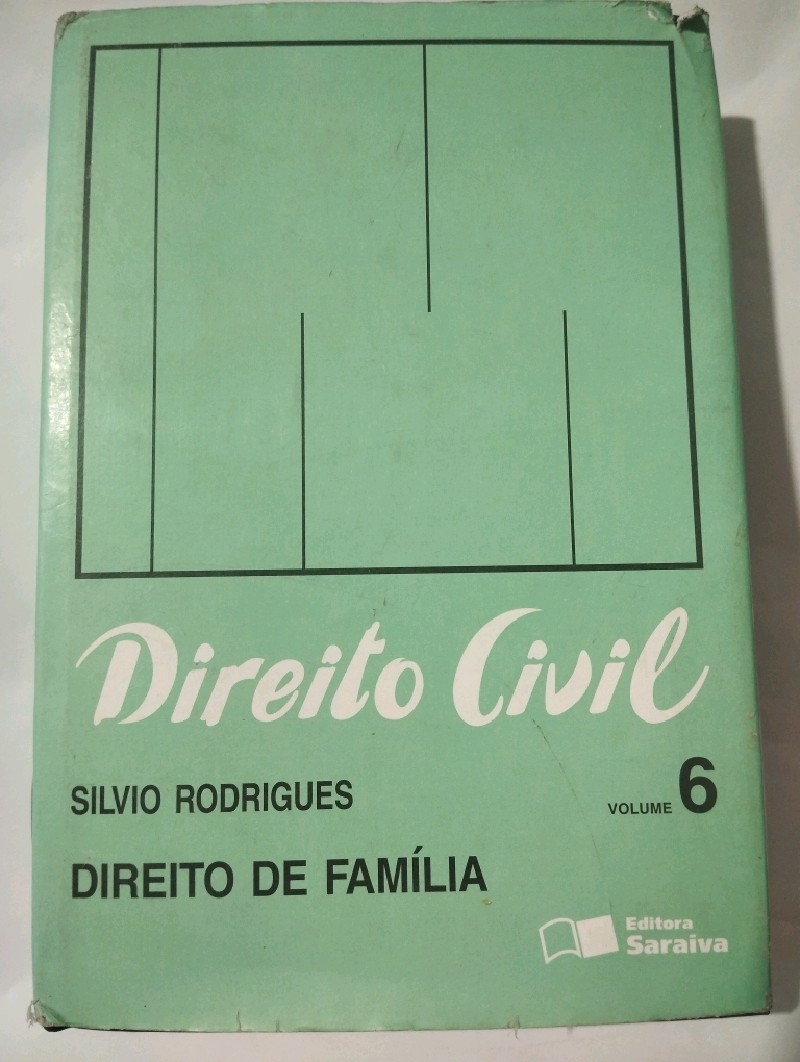 Direito Civil
SILVIO RODRIGUES
VOLUME 6
DIREITO DE FAMÍLIA
Editora
Saraiva